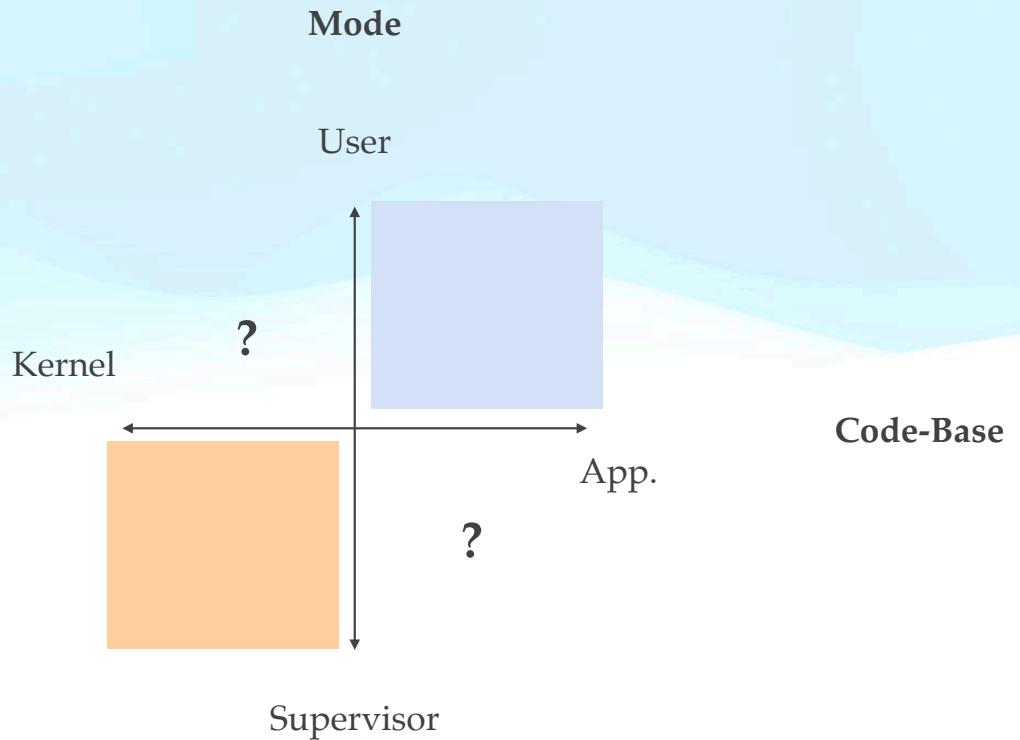 Mode
User
?
Kernel
Code-Base
App.
?
Supervisor